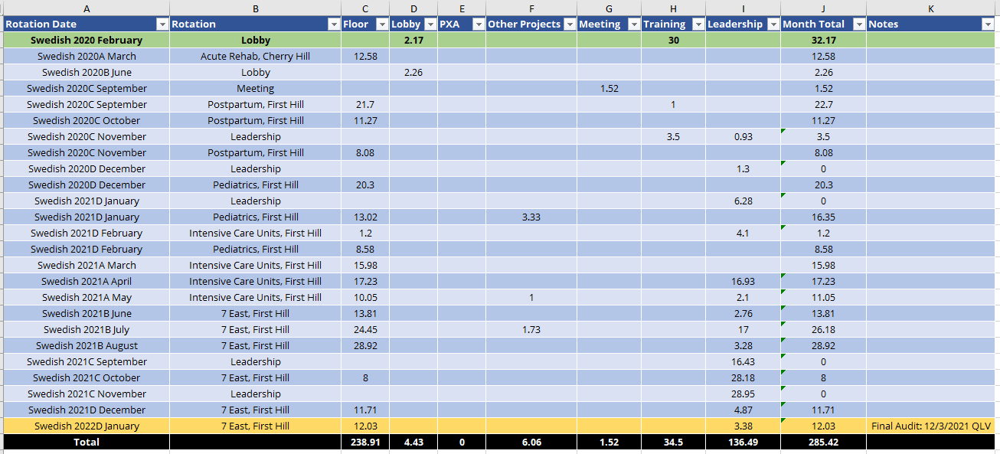 A B C D E F G H I J K
Rotation Date Rotation Floor Lobby PXA Other Projects Meeting Training Leadership Month Total Notes
Swedish 2020 February Lobby 2.17 30 32.17
Swedish 2020A March Acute Rehab, Cherry Hill 12.58 12.58
Swedish 2020B June Lobby 2.26 2.26
Swedish 2020C September Meeting 1.52 1.52
Swedish 2020C September Postpartum, First Hill 21.7 1 22.7
Swedish 2020C October Postpartum, First Hill 11.27 11.27
Swedish 2020C November Leadership 3.5 0.93 3.5
Swedish 2020C November Postpartum, First Hill 8.08 8.08
Swedish 2020D December Leadership 1.3 0
Swedish 2020D December Pediatrics, First Hill 20.3 20.3
Swedish 2021D January Leadership 6.28 0
Swedish 2021D January Pediatrics, First Hill 13.02 3.33 16.35
Swedish 2021D February Intensive Care Units, First Hill 1.2 4.1 1.2
Swedish 2021D February Pediatrics, First Hill 8.58 8.58
Swedish 2021A March Intensive Care Units, First Hill 15.98 15.98
Swedish 2021A April Intensive Care Units, First Hill 17.23 16.93 17.23
Swedish 2021A May Intensive Care Units, First Hill 10.05 1 2.1 11.05
Swedish 2021B June 7 East, First Hill 13.81 2.76 13.81
Swedish 2021B July 7 East, First Hill 24.45 1.73 17 26.18
Swedish 2021B August 7 East, First Hill 28.92 3.28 28.92
Swedish 2021C September Leadership 16.43 0
Swedish 2021C October 7 East, First Hill 8 28.18 8
Swedish 2021C November Leadership 28.95 0
Swedish 2021D December 7 East, First Hill 11.71 4.87 11.71
Swedish 2022D January 7 East, First Hill 12.03 3.38 12.03 Final Audit: 12/3/2021 QLV
Total 238.91 4.43 0 6.06 1.52 34.5 136.49 285.42